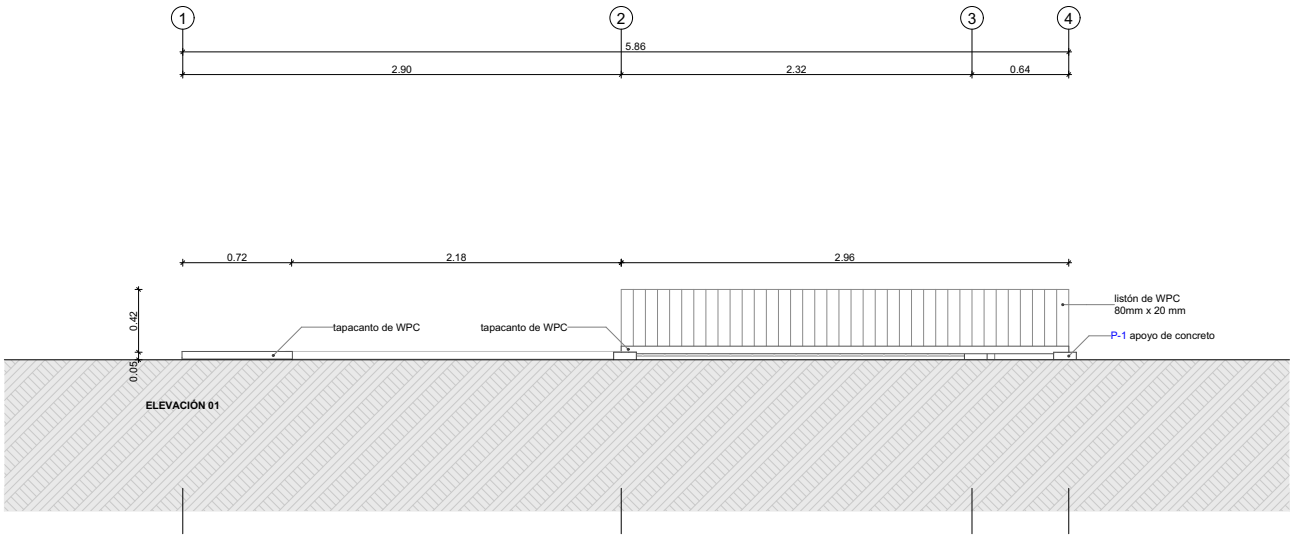 1 2 3 4
5.86
2.90 2.32 0.64
0.72 2.18 2.96
0.42
0.05
tapacanto de WPC
tapacanto de WPC
listón de WPC
80mm x 20 mm
P-1 apoyo de concreto
ELEVACIÓN 01